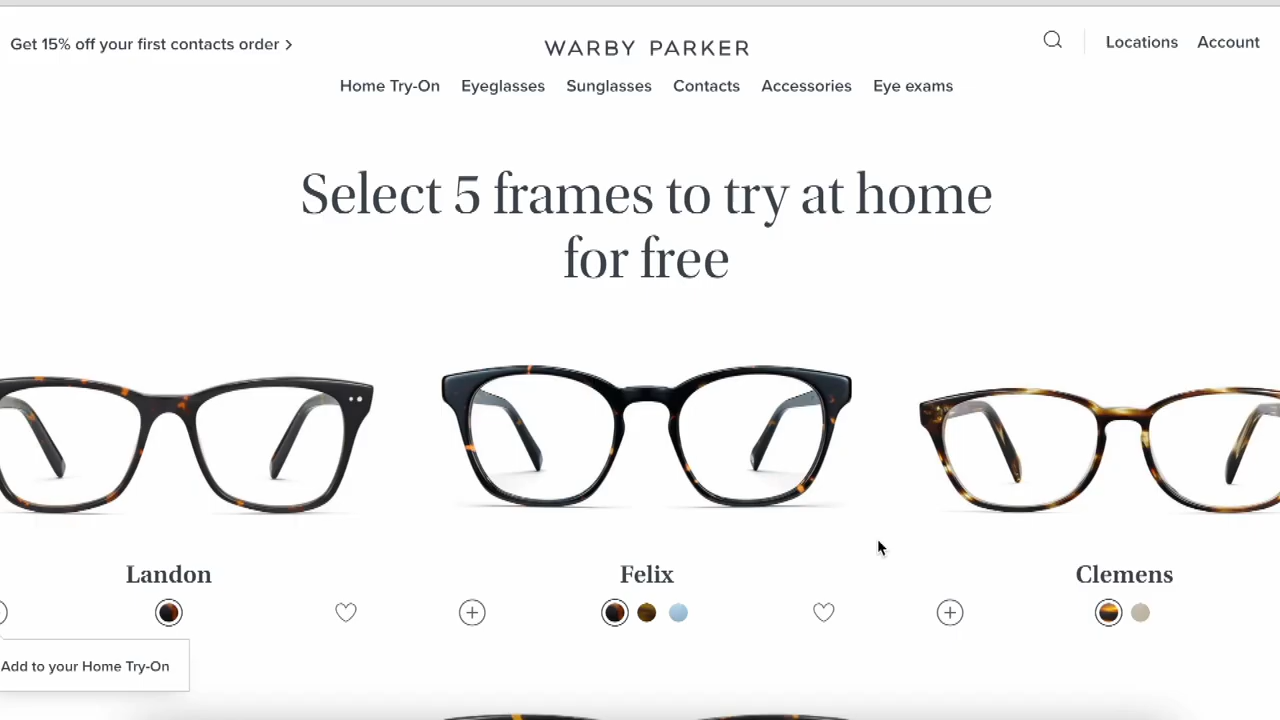 Get 15% off your first contacts order
WARBY PARKER
Locations Account
Home Try-On Eyeglasses Sunglasses Contacts Accessories Eye exams
Select 5 frames to try at home
for free
Landon Felix Clemens
Add to your Home Try-On